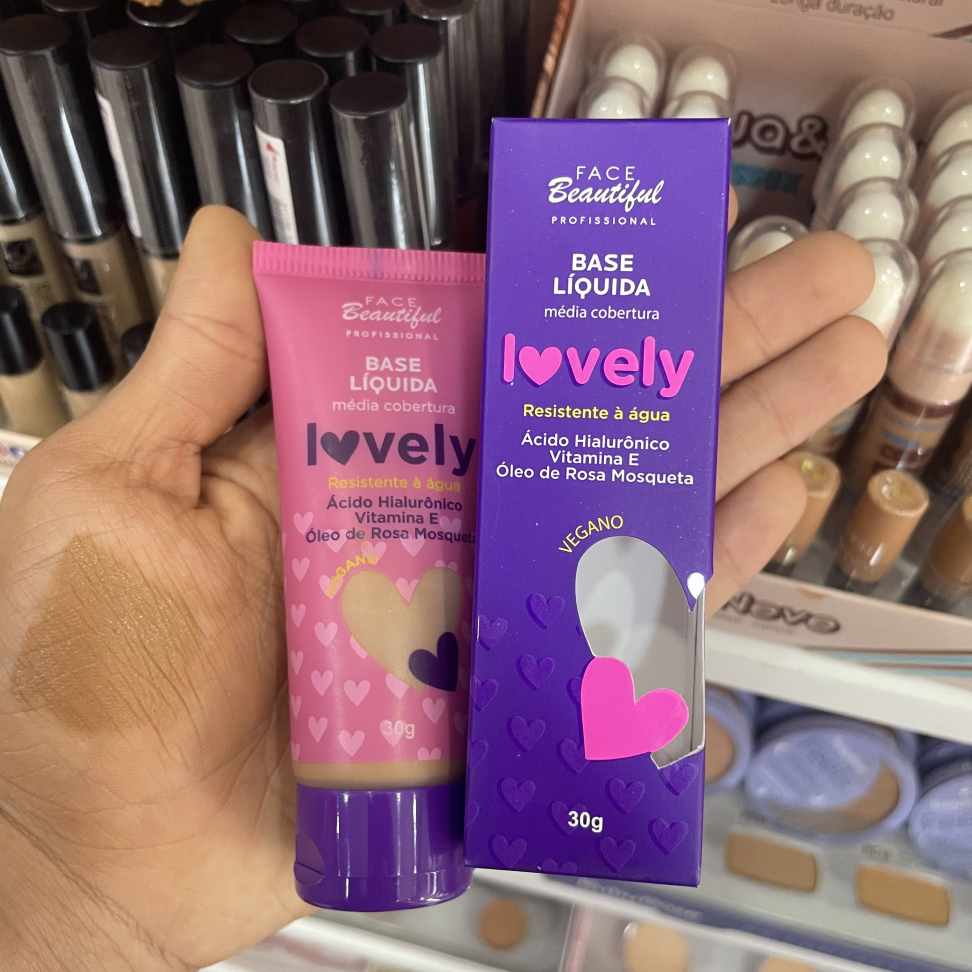 longa duração
FACE
Beautiful
PROFISSIONAL
BASE
LÍQUIDA
média cobertura
lovely
Resistente à água
Ácido Hialurônico
Vitamina E
Óleo de Rosa Mosqueta
VEGANO
30g
FACE
Beautiful
PROFISSIONAL
BASE
LÍQUIDA
média cobertura
lovely
Resistente à água
Ácido Hialurônico
Vitamina E
Óleo de Rosa Mosqueta
VEGANO
30g